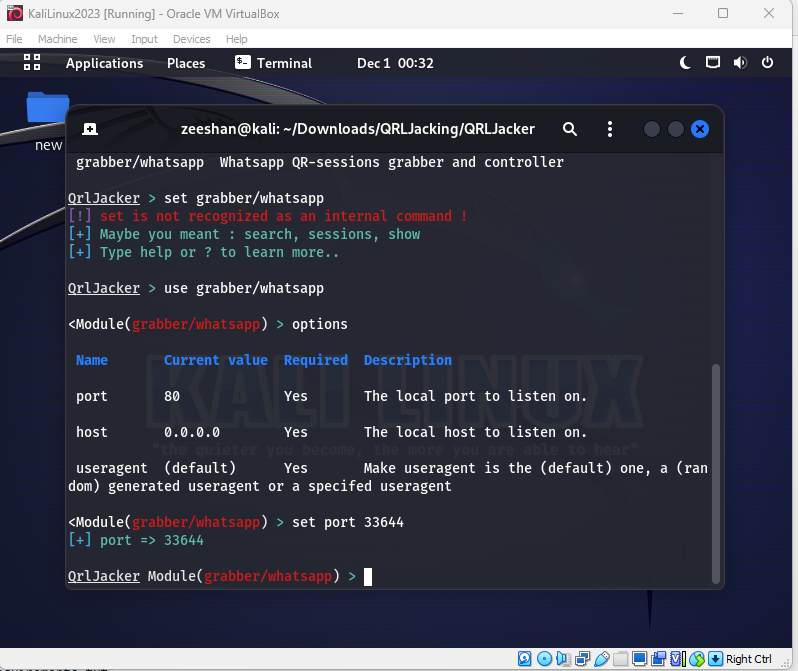 KaliLinux2023 [Running] - Oracle VM VirtualBox
File Machine View Input Devices Help
Applications Places Terminal Dec 1 00:32
new
zeeshan@kali: ~/Downloads/QRLJacking/QRLJacker
grabber/whatsapp Whatsapp QR-sessions grabber and controller
QrlJacker > set grabber/whatsapp
[!] set is not recognized as an internal command !
[+] Maybe you meant : search, sessions, show
[+] Type help or ? to learn more..
QrlJacker > use grabber/whatsapp
<Module(grabber/whatsapp) > options
Name Current value Required Description
port 80 Yes The local port to listen on.
host 0.0.0.0 Yes The local host to listen on.
KALI LINUX
"the quieter you become, the more you are able to hear"
useragent (default) Yes Make useragent is the (default) one, a (ran
dom) generated useragent or a specifed useragent
<Module(grabber/whatsapp) > set port 33644
[+] port => 33644
QrlJacker Module(grabber/whatsapp) >
Right Ctrl